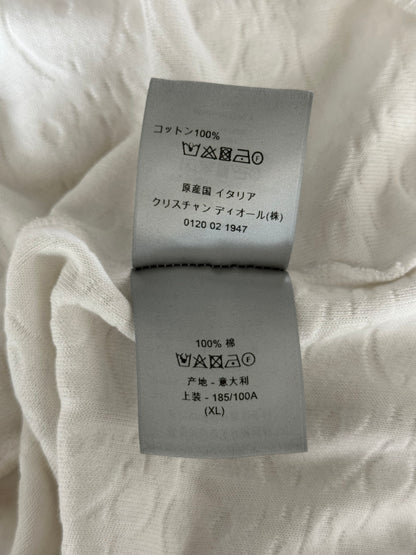 コットン100%
F
原産国 イタリア
クリスチャン ディオール(株)
0120 02 1947
100% 棉
F
产地 - 意大利
上装 - 185/100A
(XL)